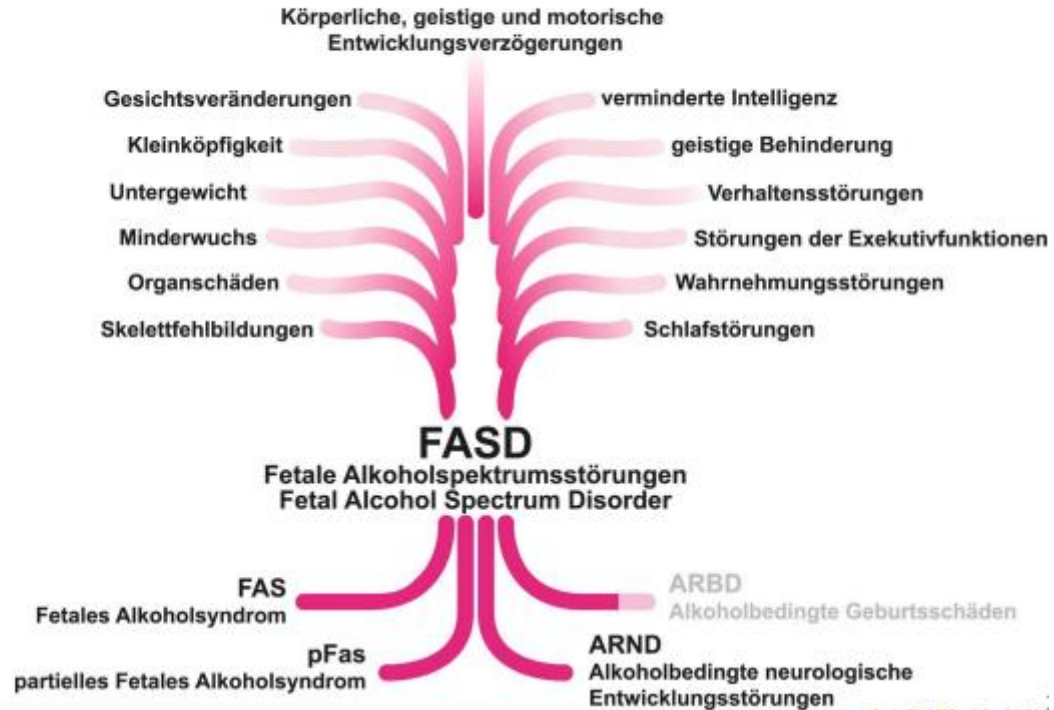 Körperliche, geistige und motorische
Entwicklungsverzögerungen
Gesichtsveränderungen
verminderte Intelligenz
Kleinköpfigkeit
geistige Behinderung
Untergewicht
Verhaltensstörungen
Minderwuchs
Störungen der Exekutivfunktionen
Organschäden
Wahrnehmungsstörungen
Skelettfehlbildungen
Schlafstörungen
FASD
Fetale Alkoholspektrumsstörungen
Fetal Alcohol Spectrum Disorder
FAS
Fetales Alkoholsyndrom
ARBD
Alkoholbedingte Geburtsschäden
pFas
partielles Fetales Alkoholsyndrom
ARND
Alkoholbedingte neurologische
Entwicklungsstörungen